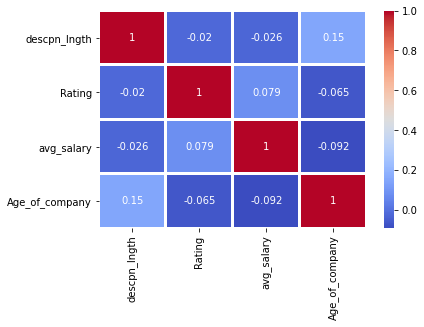 1.0
descpn_lngth 1 -0.02 -0.026 0.15
0.8
Rating -0.02 1 0.079 -0.065
0.6
0.4
avg_salary -0.026 0.079 1 -0.092
0.2
Age_of_company 0.15 -0.065 -0.092 1
0.0
descpn_lngth
Rating
avg_salary
Age_of_company